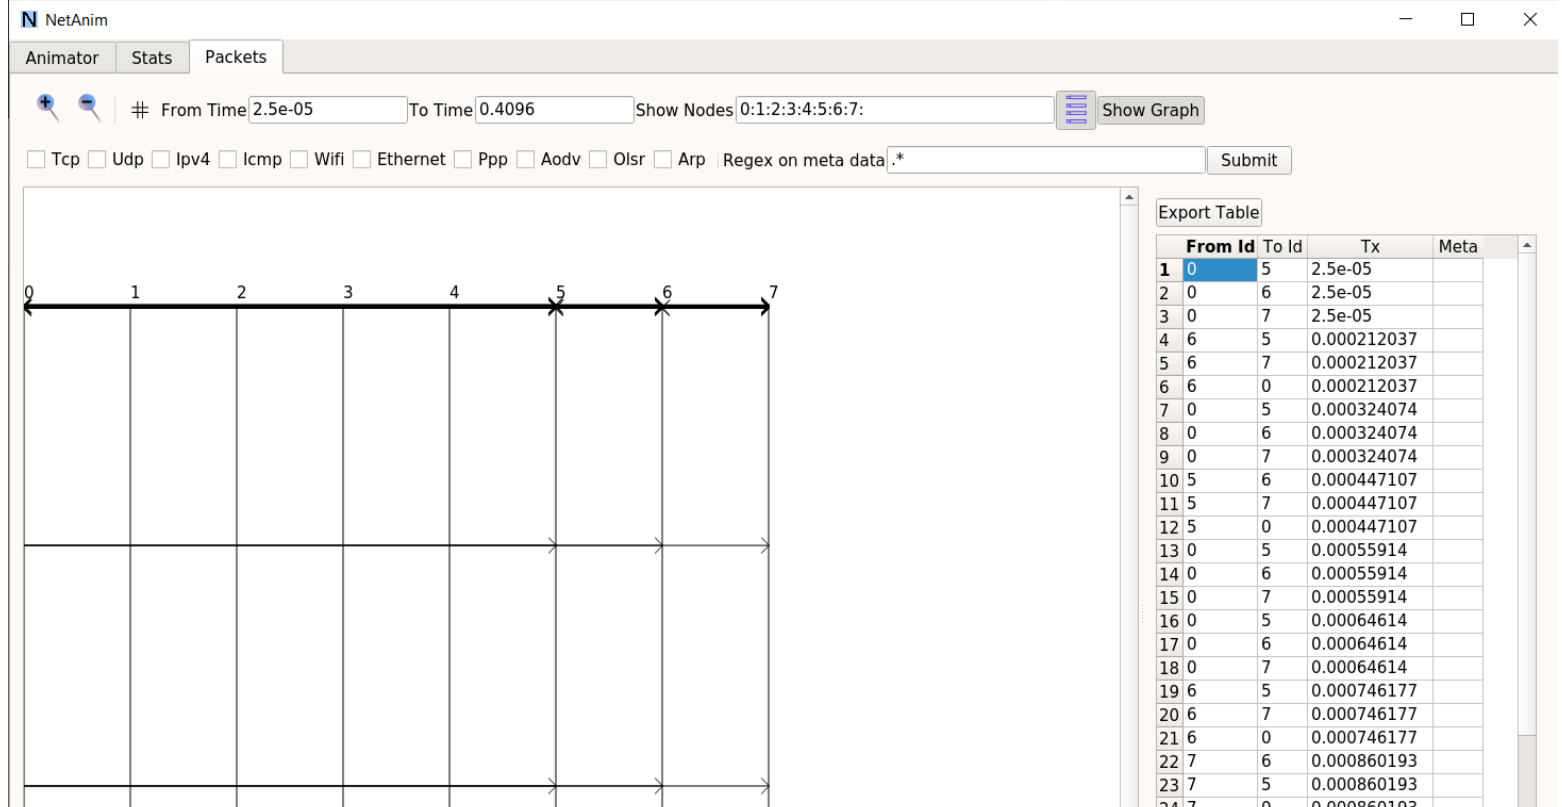 NetAnim
Animator Stats Packets
# From Time 2.5e-05 To Time 0.4096 Show Nodes 0:1:2:3:4:5:6:7: Show Graph
Tcp Udp Ipv4 Icmp Wifi Ethernet Ppp Aodv Olsr Arp Regex on meta data .* Submit
Export Table
0 1 2 3 4 5 6 7
From Id To Id Tx Meta
1 0 5 2.5e-05
2 0 6 2.5e-05
3 0 7 2.5e-05
4 6 5 0.000212037
5 6 7 0.000212037
6 6 0 0.000212037
7 0 5 0.000324074
8 0 6 0.000324074
9 0 7 0.000324074
10 5 6 0.000447107
11 5 7 0.000447107
12 5 0 0.000447107
13 0 5 0.00055914
14 0 6 0.00055914
15 0 7 0.00055914
16 0 5 0.00064614
17 0 6 0.00064614
18 0 7 0.00064614
19 6 5 0.000746177
20 6 7 0.000746177
21 6 0 0.000746177
22 7 6 0.000860193
23 7 5 0.000860193
24 7 0 0.000860193